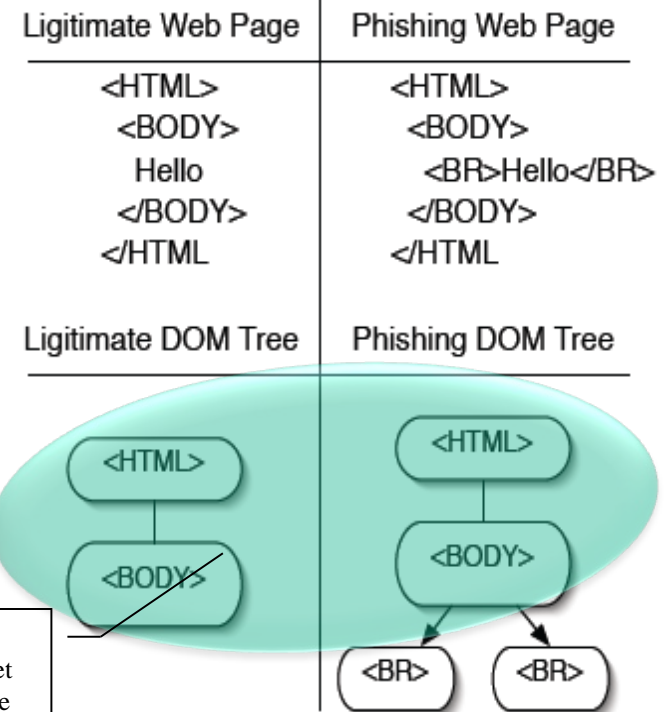 Ligitimate Web Page
Phishing Web Page
<HTML>
<BODY>
Hello
</BODY>
</HTML
<HTML>
<BODY>
<BR>Hello</BR>
</BODY>
</HTML
Ligitimate DOM Tree
Phishing DOM Tree
<HTML>
<BODY>
<HTML>
<BODY>
<BR>
<BR>